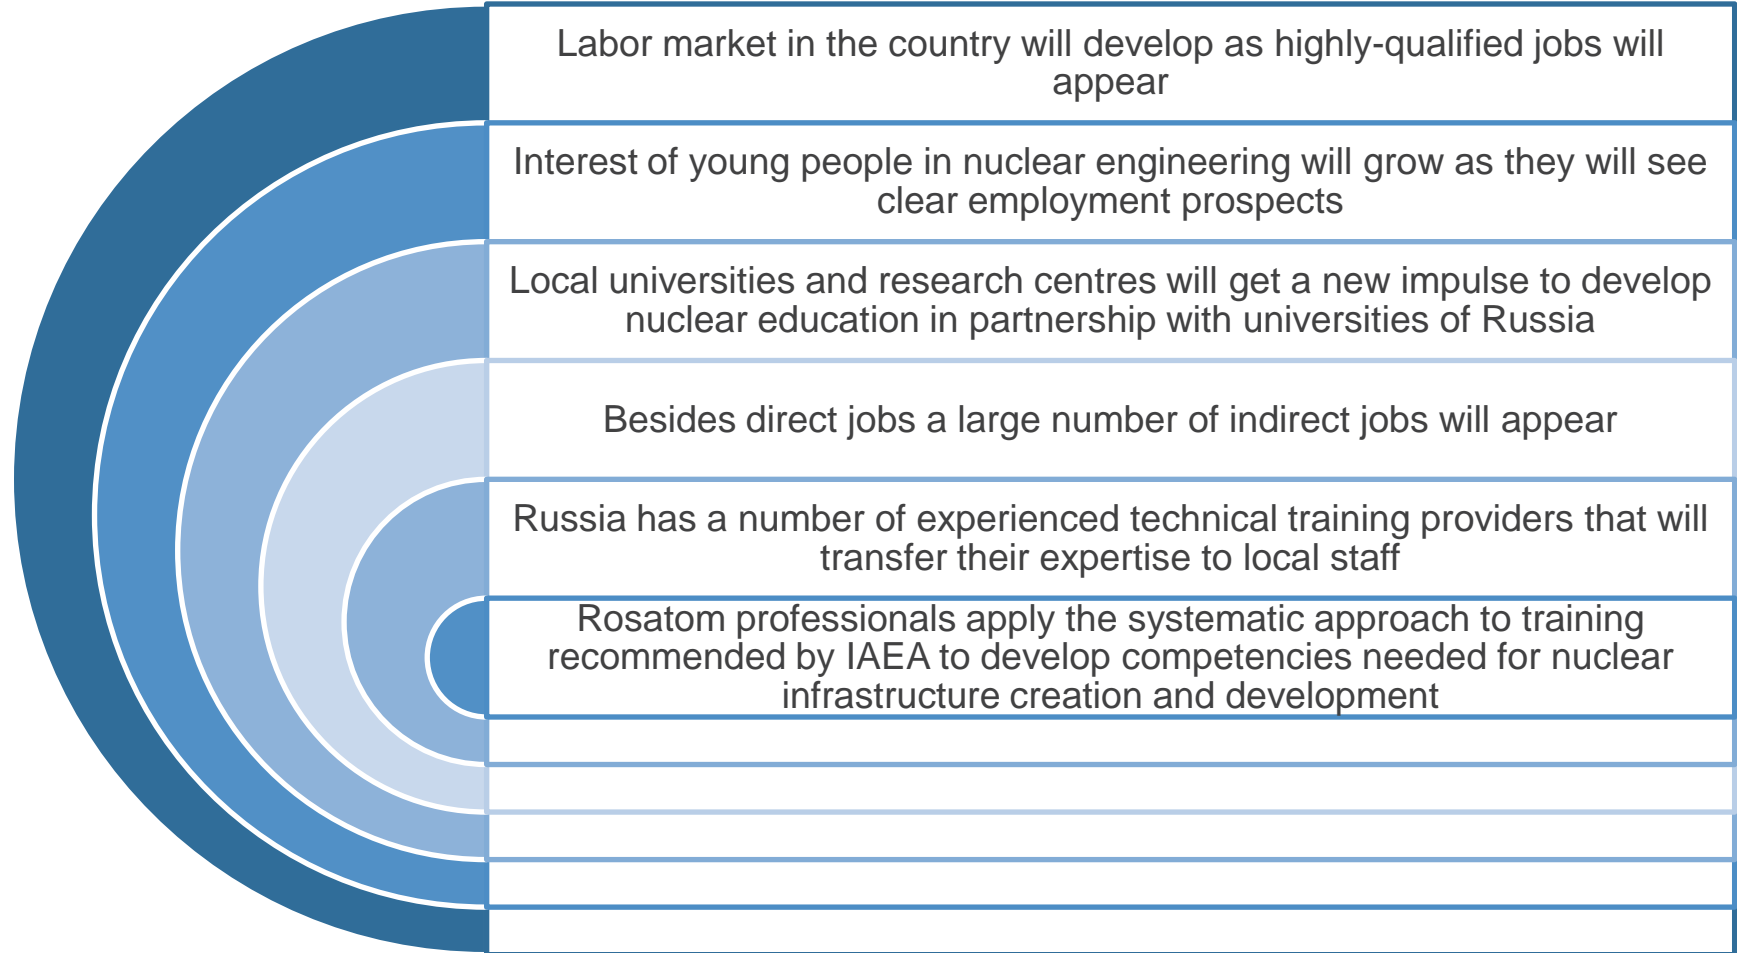 Labor market in the country will develop as highly-qualified jobs will
appear
Interest of young people in nuclear engineering will grow as they will see
clear employment prospects
Local universities and research centres will get a new impulse to develop
nuclear education in partnership with universities of Russia
Besides direct jobs a large number of indirect jobs will appear
Russia has a number of experienced technical training providers that will
transfer their expertise to local staff
Rosatom professionals apply the systematic approach to training
recommended by IAEA to develop competencies needed for nuclear
infrastructure creation and development